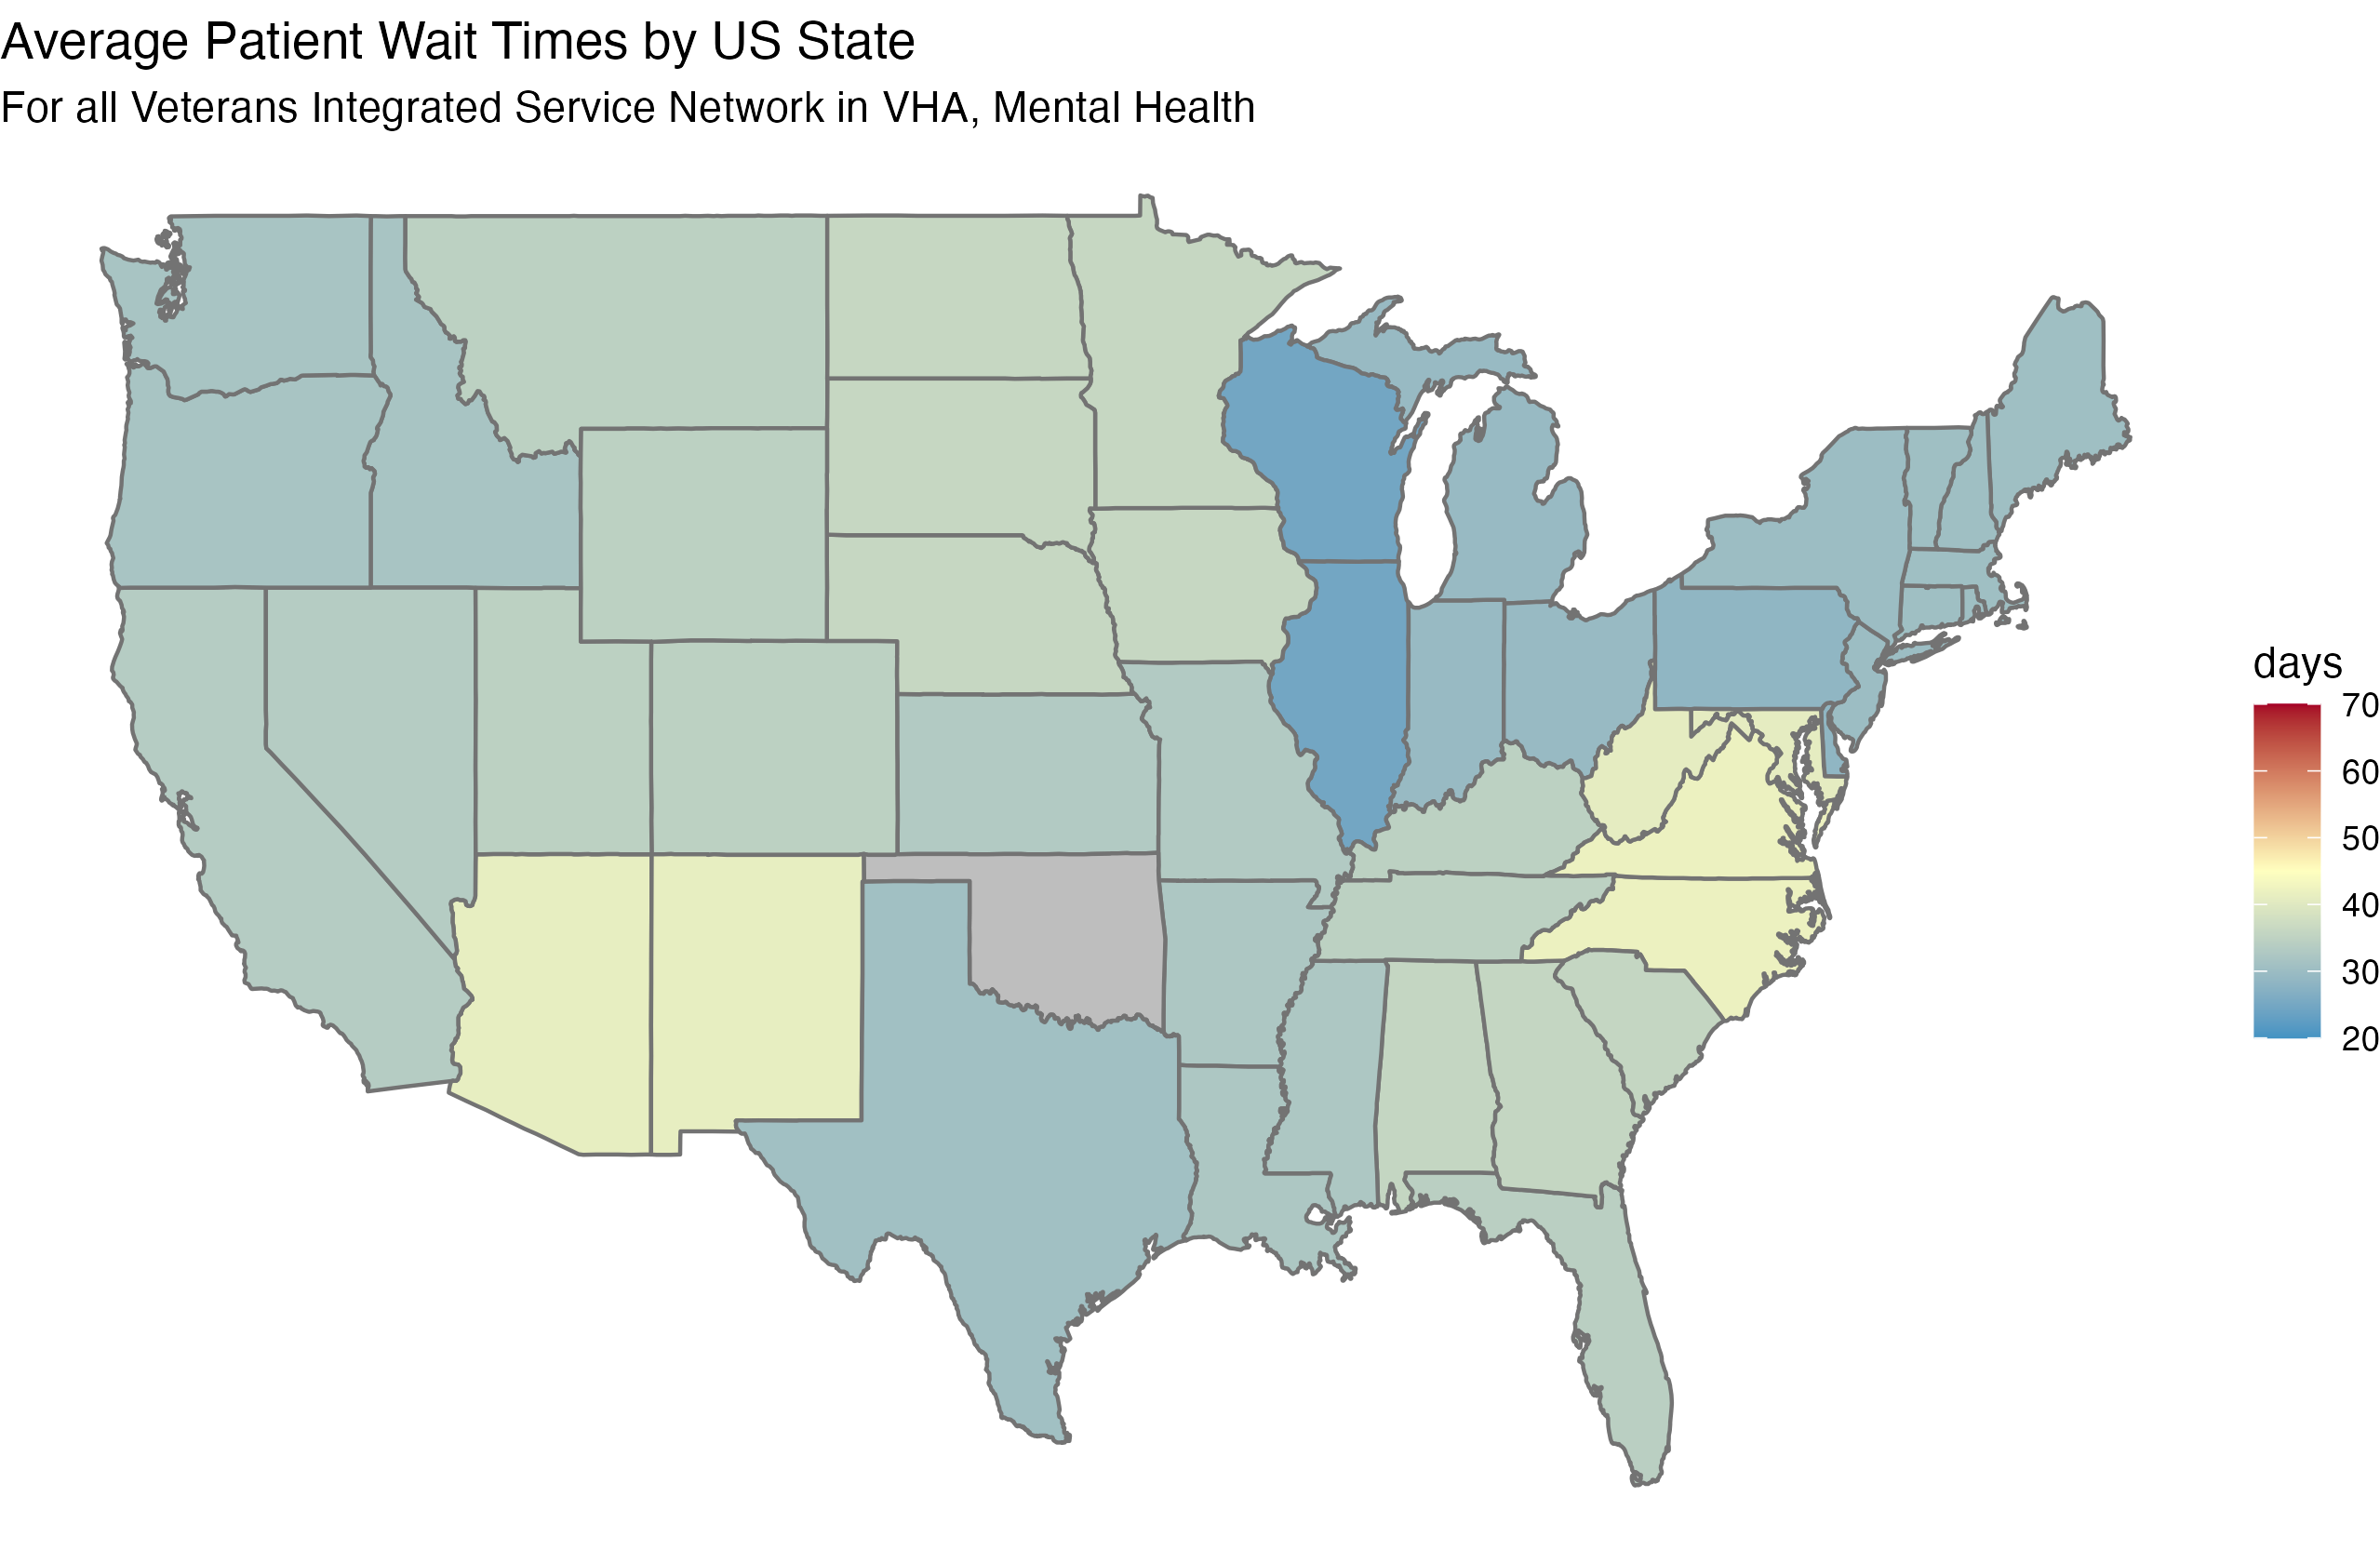 Average Patient Wait Times by US State
For all Veterans Integrated Service Network in VHA, Mental Health
days
70
60
50
40
30
20